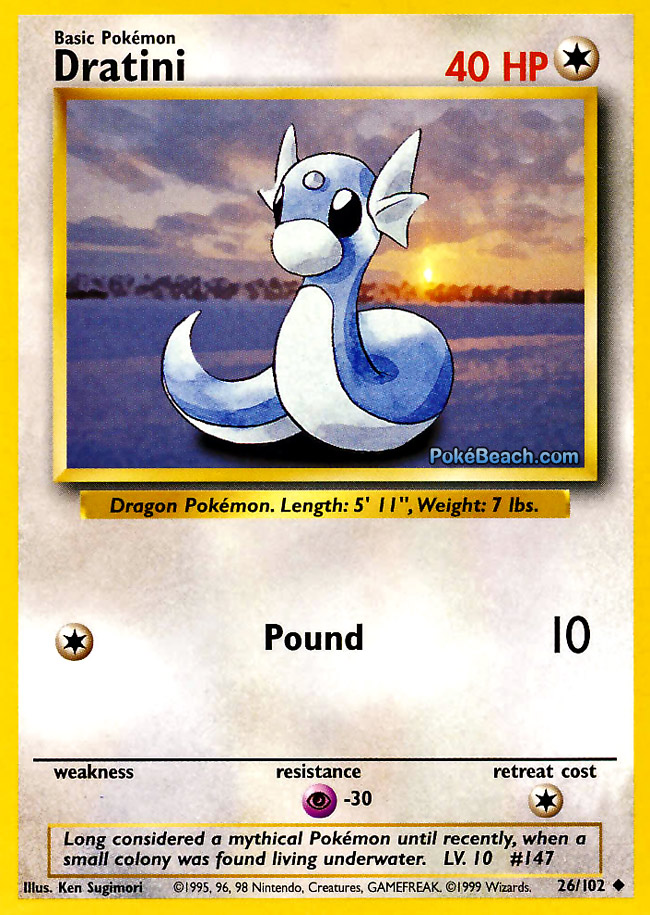 Basic Pokémon
Dratini
40 HP
PokéBeach.com
Dragon Pokémon. Length: 5' 11", Weight: 7 lbs.
Pound 10
weakness resistance retreat cost
-30
Long considered a mythical Pokémon until recently, when a
small colony was found living underwater. LV. 10 #147
Illus. Ken Sugimori ©1995, 96, 98 Nintendo, Creatures, GAMEFREAK. ©1999 Wizards. 26/102